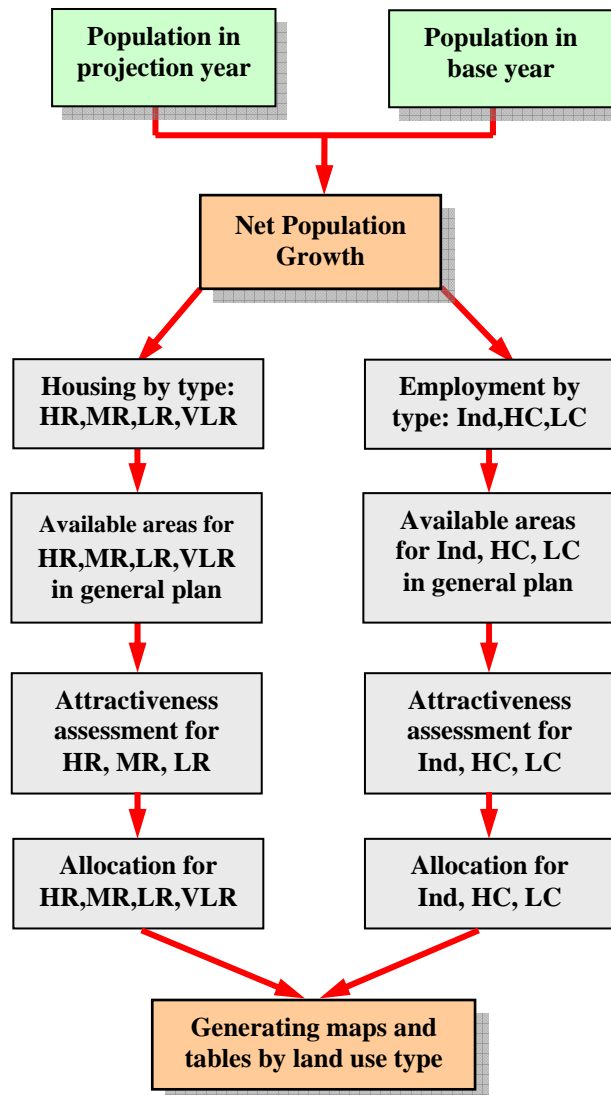 Population in
projection year
Population in
base year
Net Population
Growth
Housing by type:
HR,MR,LR,VLR
Employment by
type: Ind,HC,LC
Available areas for
HR,MR,LR,VLR
in general plan
Available areas
for Ind, HC, LC
in general plan
Attractiveness
assessment for
HR, MR, LR
Attractiveness
assessment for
Ind, HC, LC
Allocation for
HR,MR,LR,VLR
Allocation for
Ind, HC, LC
Generating maps and
tables by land use type